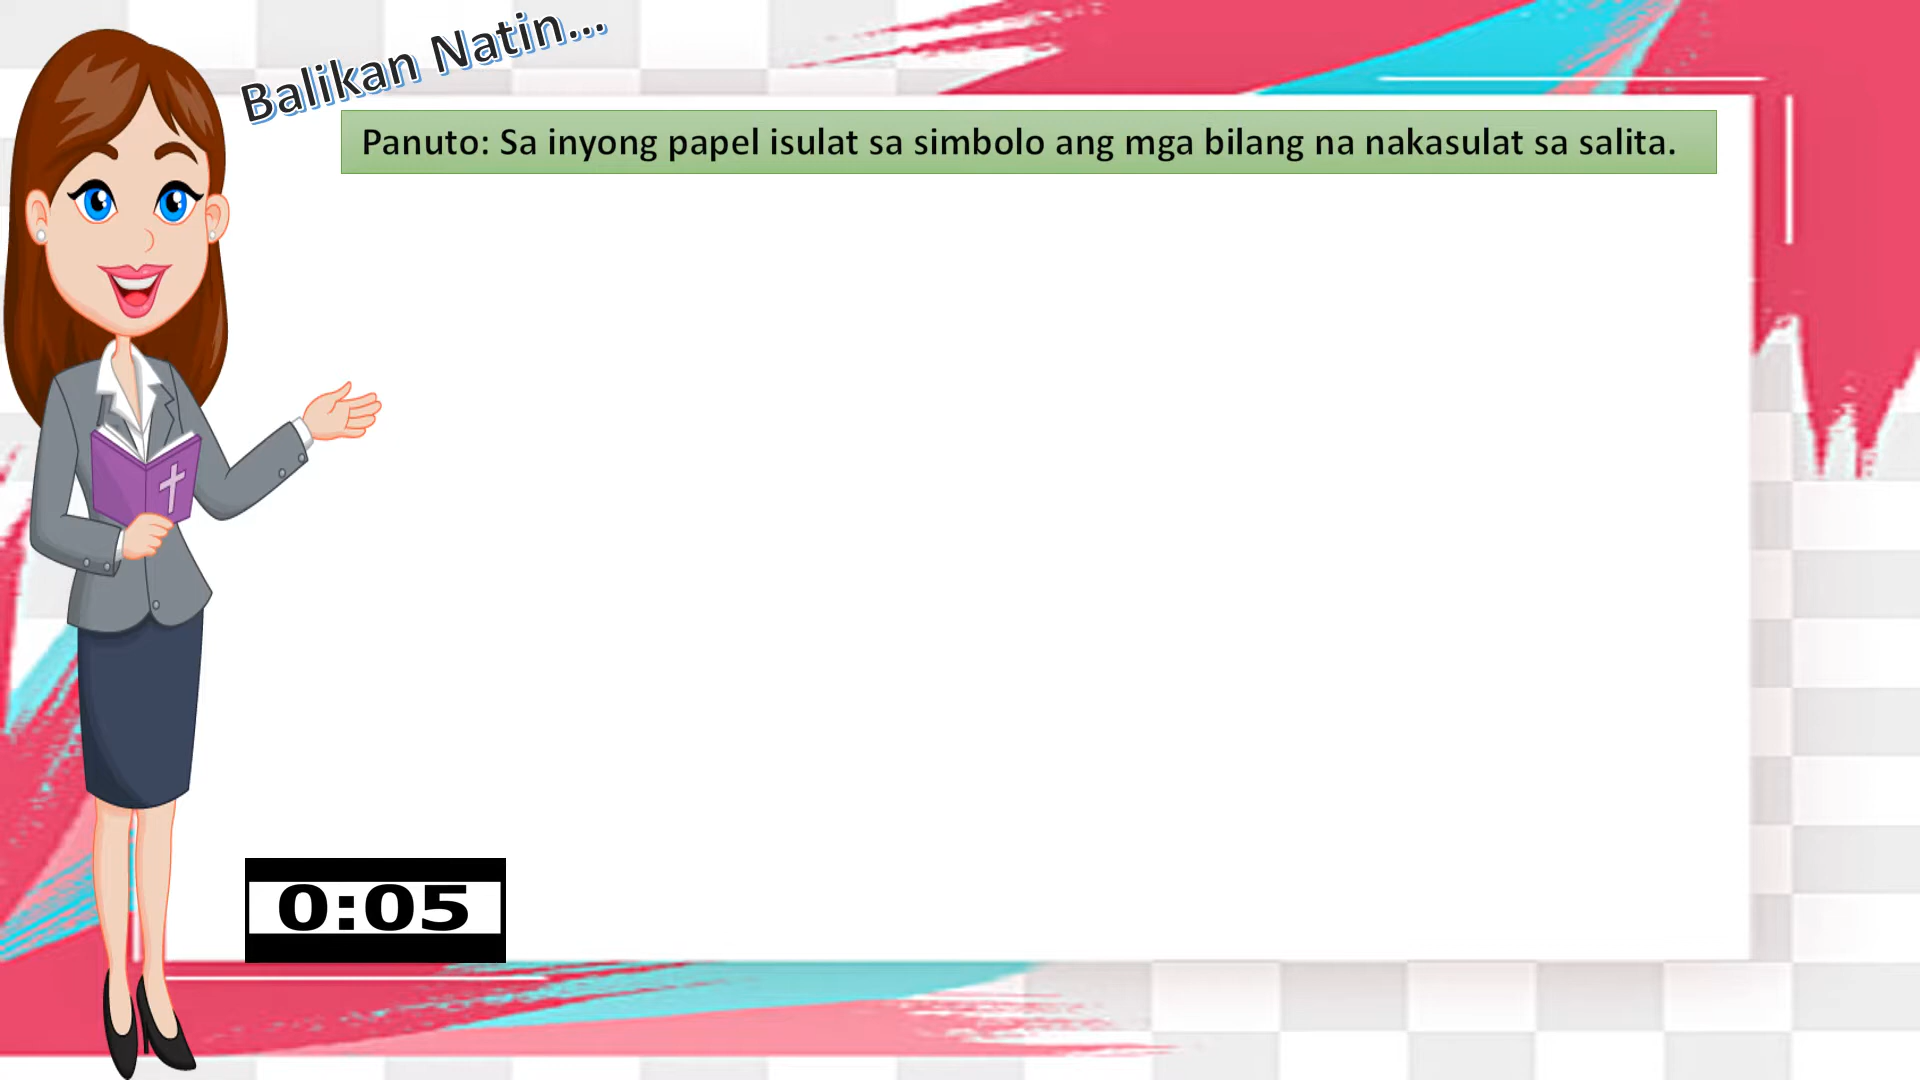 Balikan Natin...
Panuto: Sa inyong papel isulat sa simbolo ang mga bilang na nakasulat sa salita.
0:05